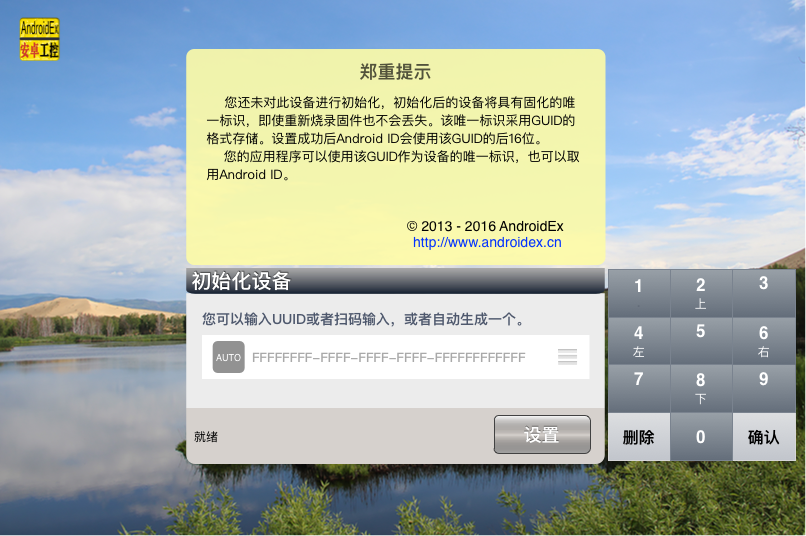 AndroidEx
安卓工控
郑重提示
您还未对此设备进行初始化，初始化后的设备将具有固化的唯
一标识，即使重新烧录固件也不会丢失。该唯一标识采用GUID的
格式存储。设置成功后Android ID会使用该GUID的后16位。
您的应用程序可以使用该GUID作为设备的唯一标识，也可以取
用Android ID。
© 2013 - 2016 AndroidEx
http://www.androidex.cn
初始化设备
您可以输入UUID或者扫码输入，或者自动生成一个。
AUTO FFFFFFFF-FFFF-FFFF-FFFF-FFFFFFFFFFFF
就绪
设置
1 2 3
上
4 5 6
左 右
7 8 9
下
删除 0 确认